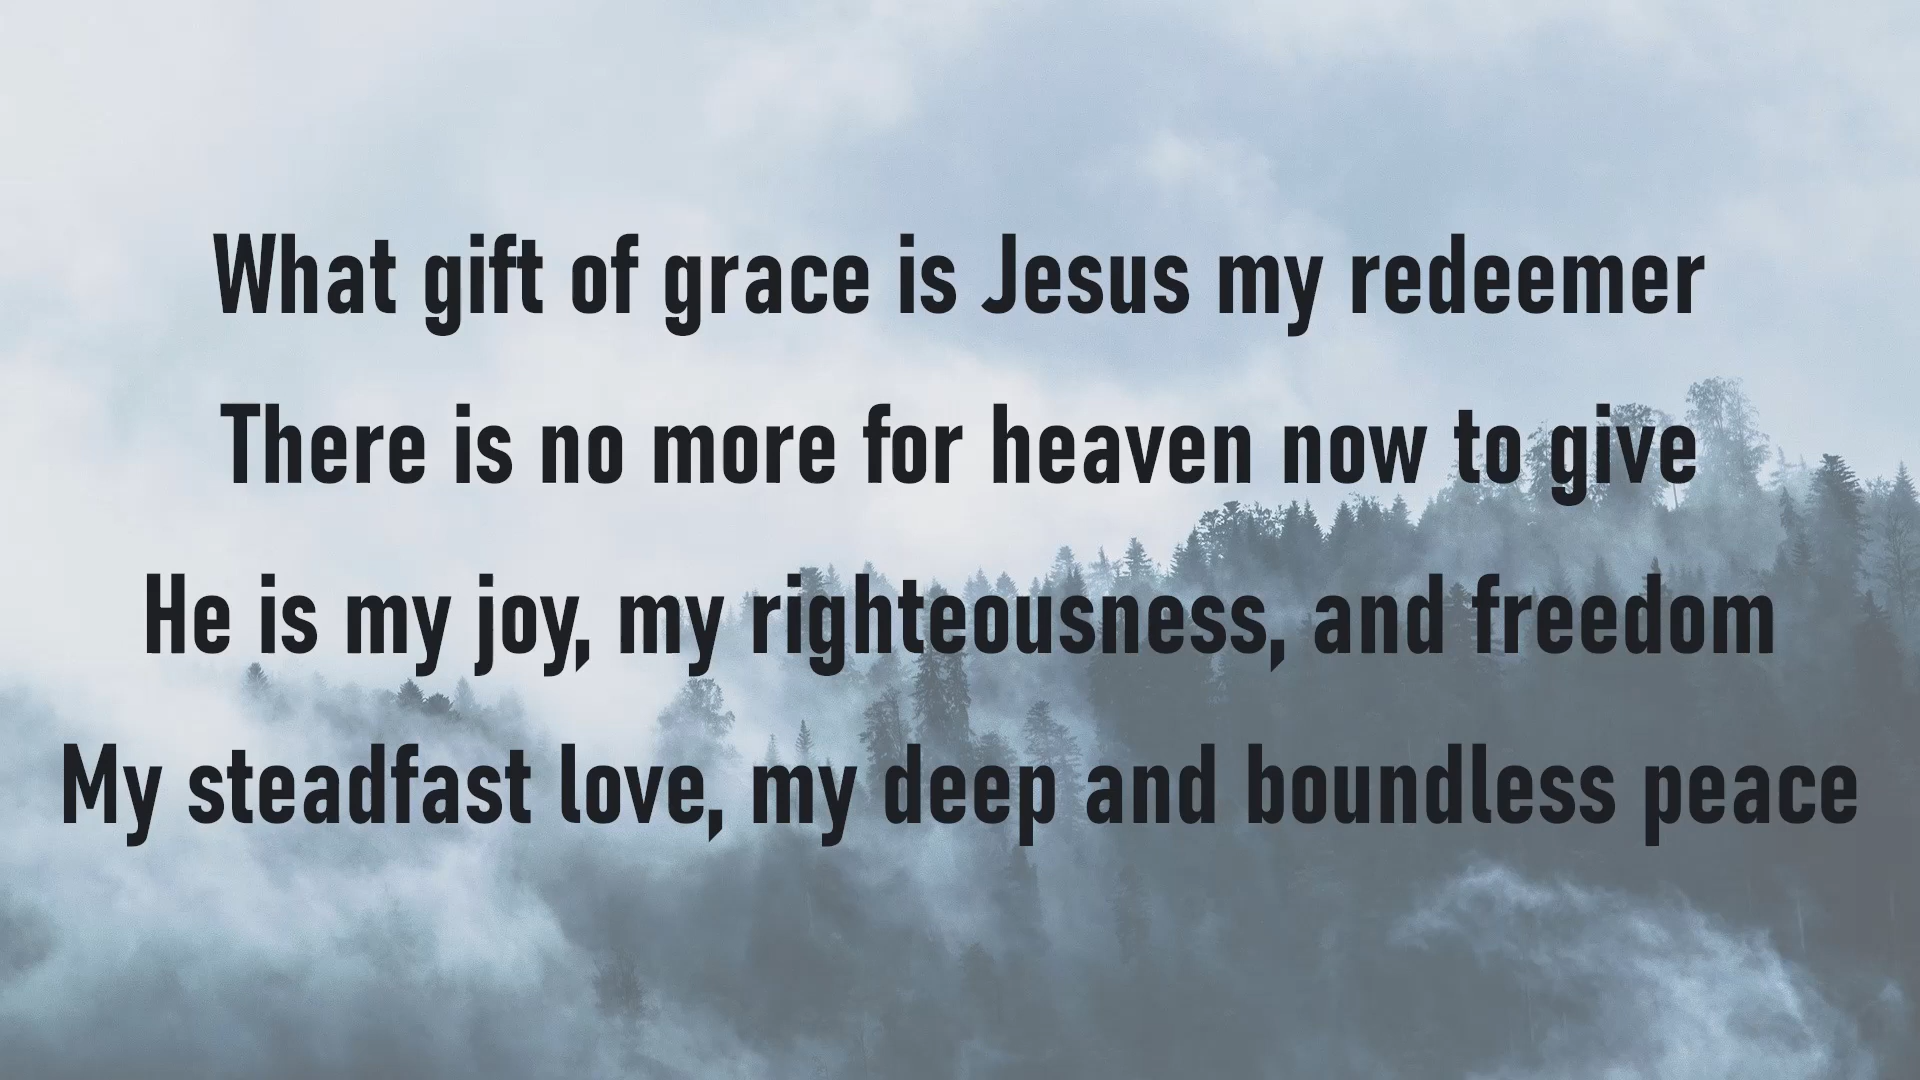 What gift of grace is Jesus my redeemer
There is no more for heaven now to give
He is my joy, my righteousness, and freedom
My steadfast love, my deep and boundless peace